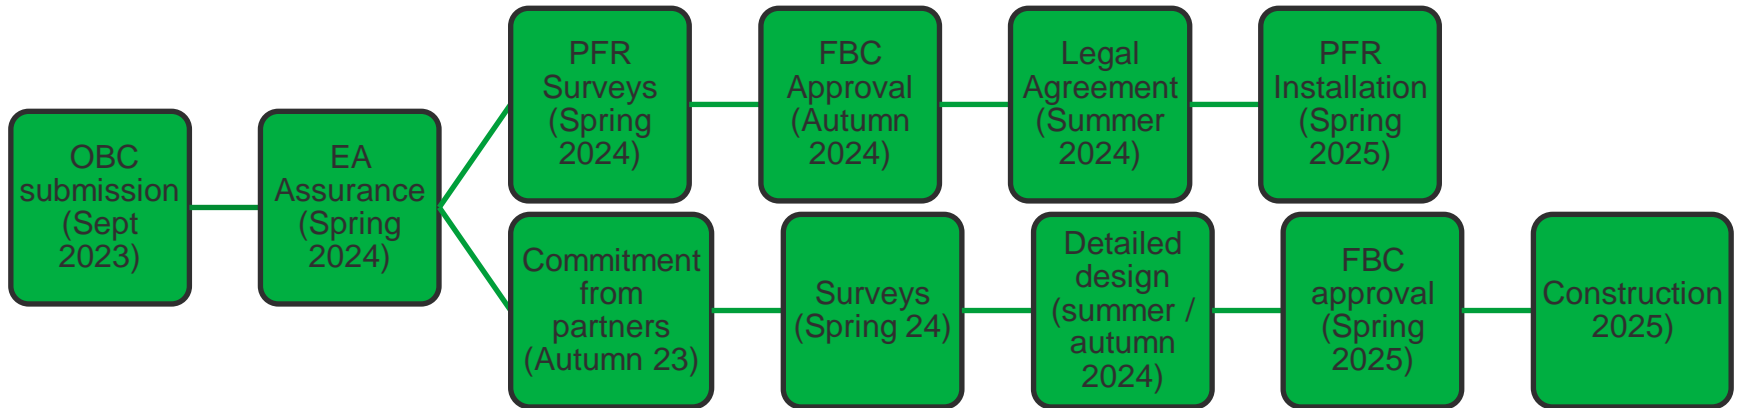 OBC
submission
(Sept
2023)
EA
Assurance
(Spring
2024)
PFR
Surveys
(Spring
2024)
FBC
Approval
(Autumn
2024)
Legal
Agreement
(Summer
2024)
PFR
Installation
(Spring
2025)
Commitment
from
partners
(Autumn 23)
Surveys
(Spring 24)
Detailed
design
(summer /
autumn
2024)
FBC
approval
(Spring
2025)
Construction
2025)